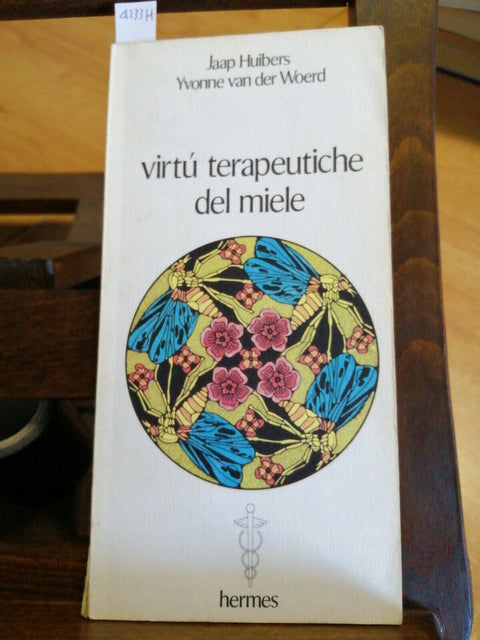 4233H
Jaap Huibers
Yvonne van der Woerd
virtú terapeutiche
del miele
hermes